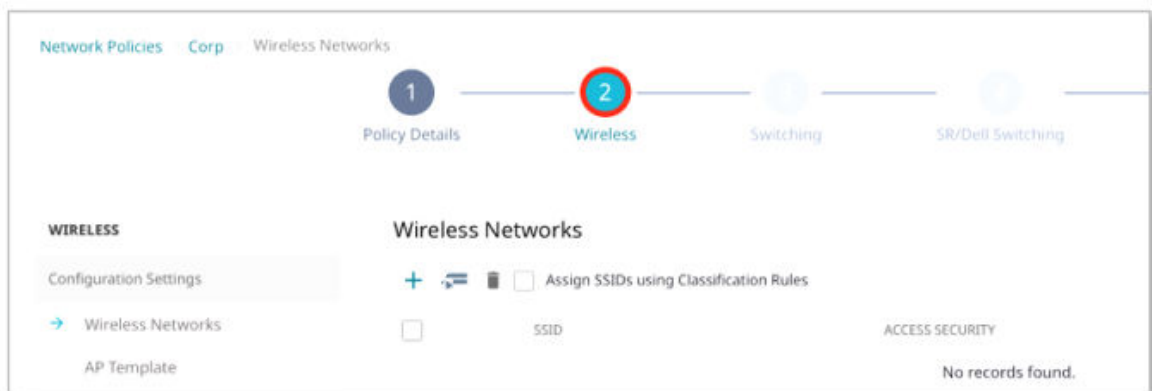 Network Policies Corp Wireless Networks
1 2
Policy Details Wireless Switching SR/Dell Switching
WIRELESS
Wireless Networks
Configuration Settings
Assign SSIDs using Classification Rules
Wireless Networks
SSID ACCESS SECURITY
AP Template
No records found.